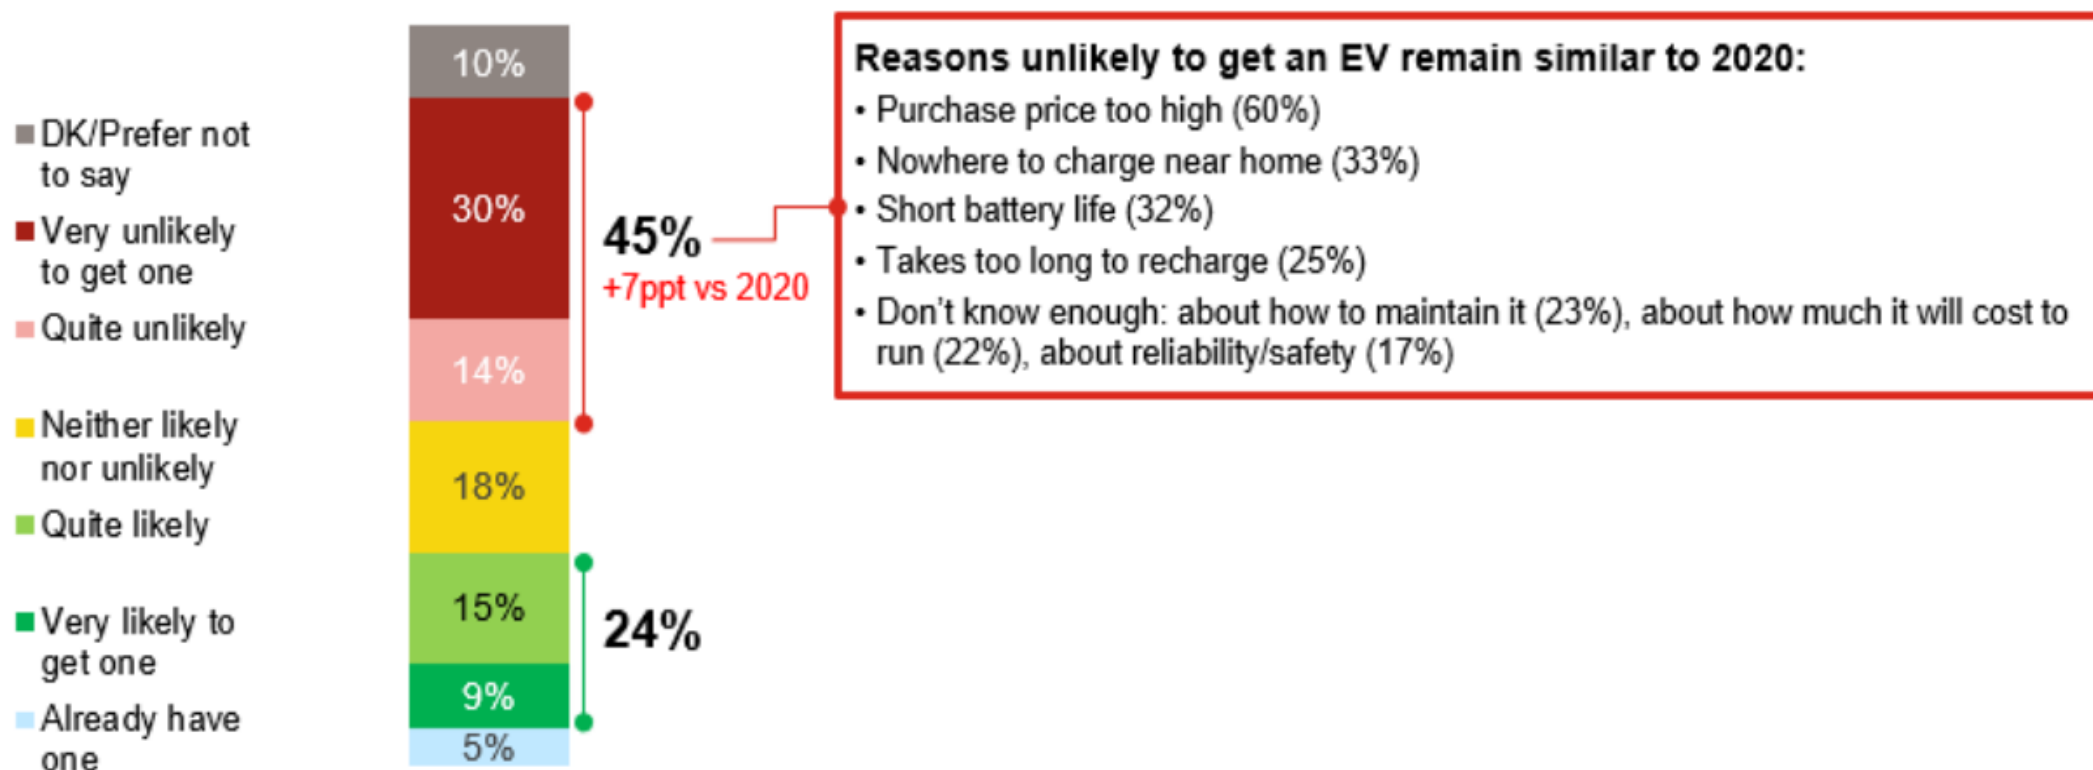 DK/Prefer not
to say
Very unlikely
to get one
Quite unlikely
Neither likely
nor unlikely
Quite likely
Very likely to
get one
Already have
one
10%
30%
14%
18%
15%
9%
5%
45%
+7ppt vs 2020
24%
Reasons unlikely to get an EV remain similar to 2020:
• Purchase price too high (60%)
• Nowhere to charge near home (33%)
• Short battery life (32%)
• Takes too long to recharge (25%)
• Don't know enough: about how to maintain it (23%), about how much it will cost to
run (22%), about reliability/safety (17%)